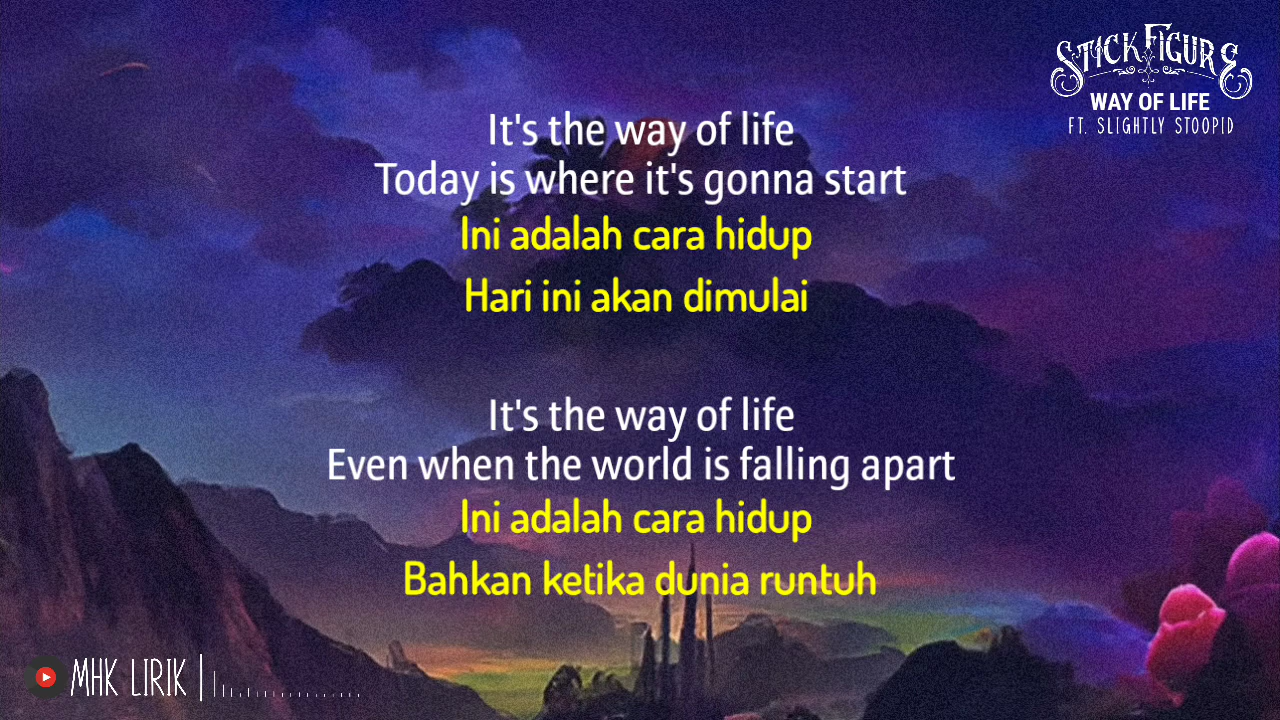 STICK FIGURE
WAY OF LIFE
FT. SLIGHTLY STOOPID
It's the way of life
Today is where it's gonna start
Ini adalah cara hidup
Hari ini akan dimulai
It's the way of life
Even when the world is falling apart
Ini adalah cara hidup
Bahkan ketika dunia runtuh
MHK LIRIK